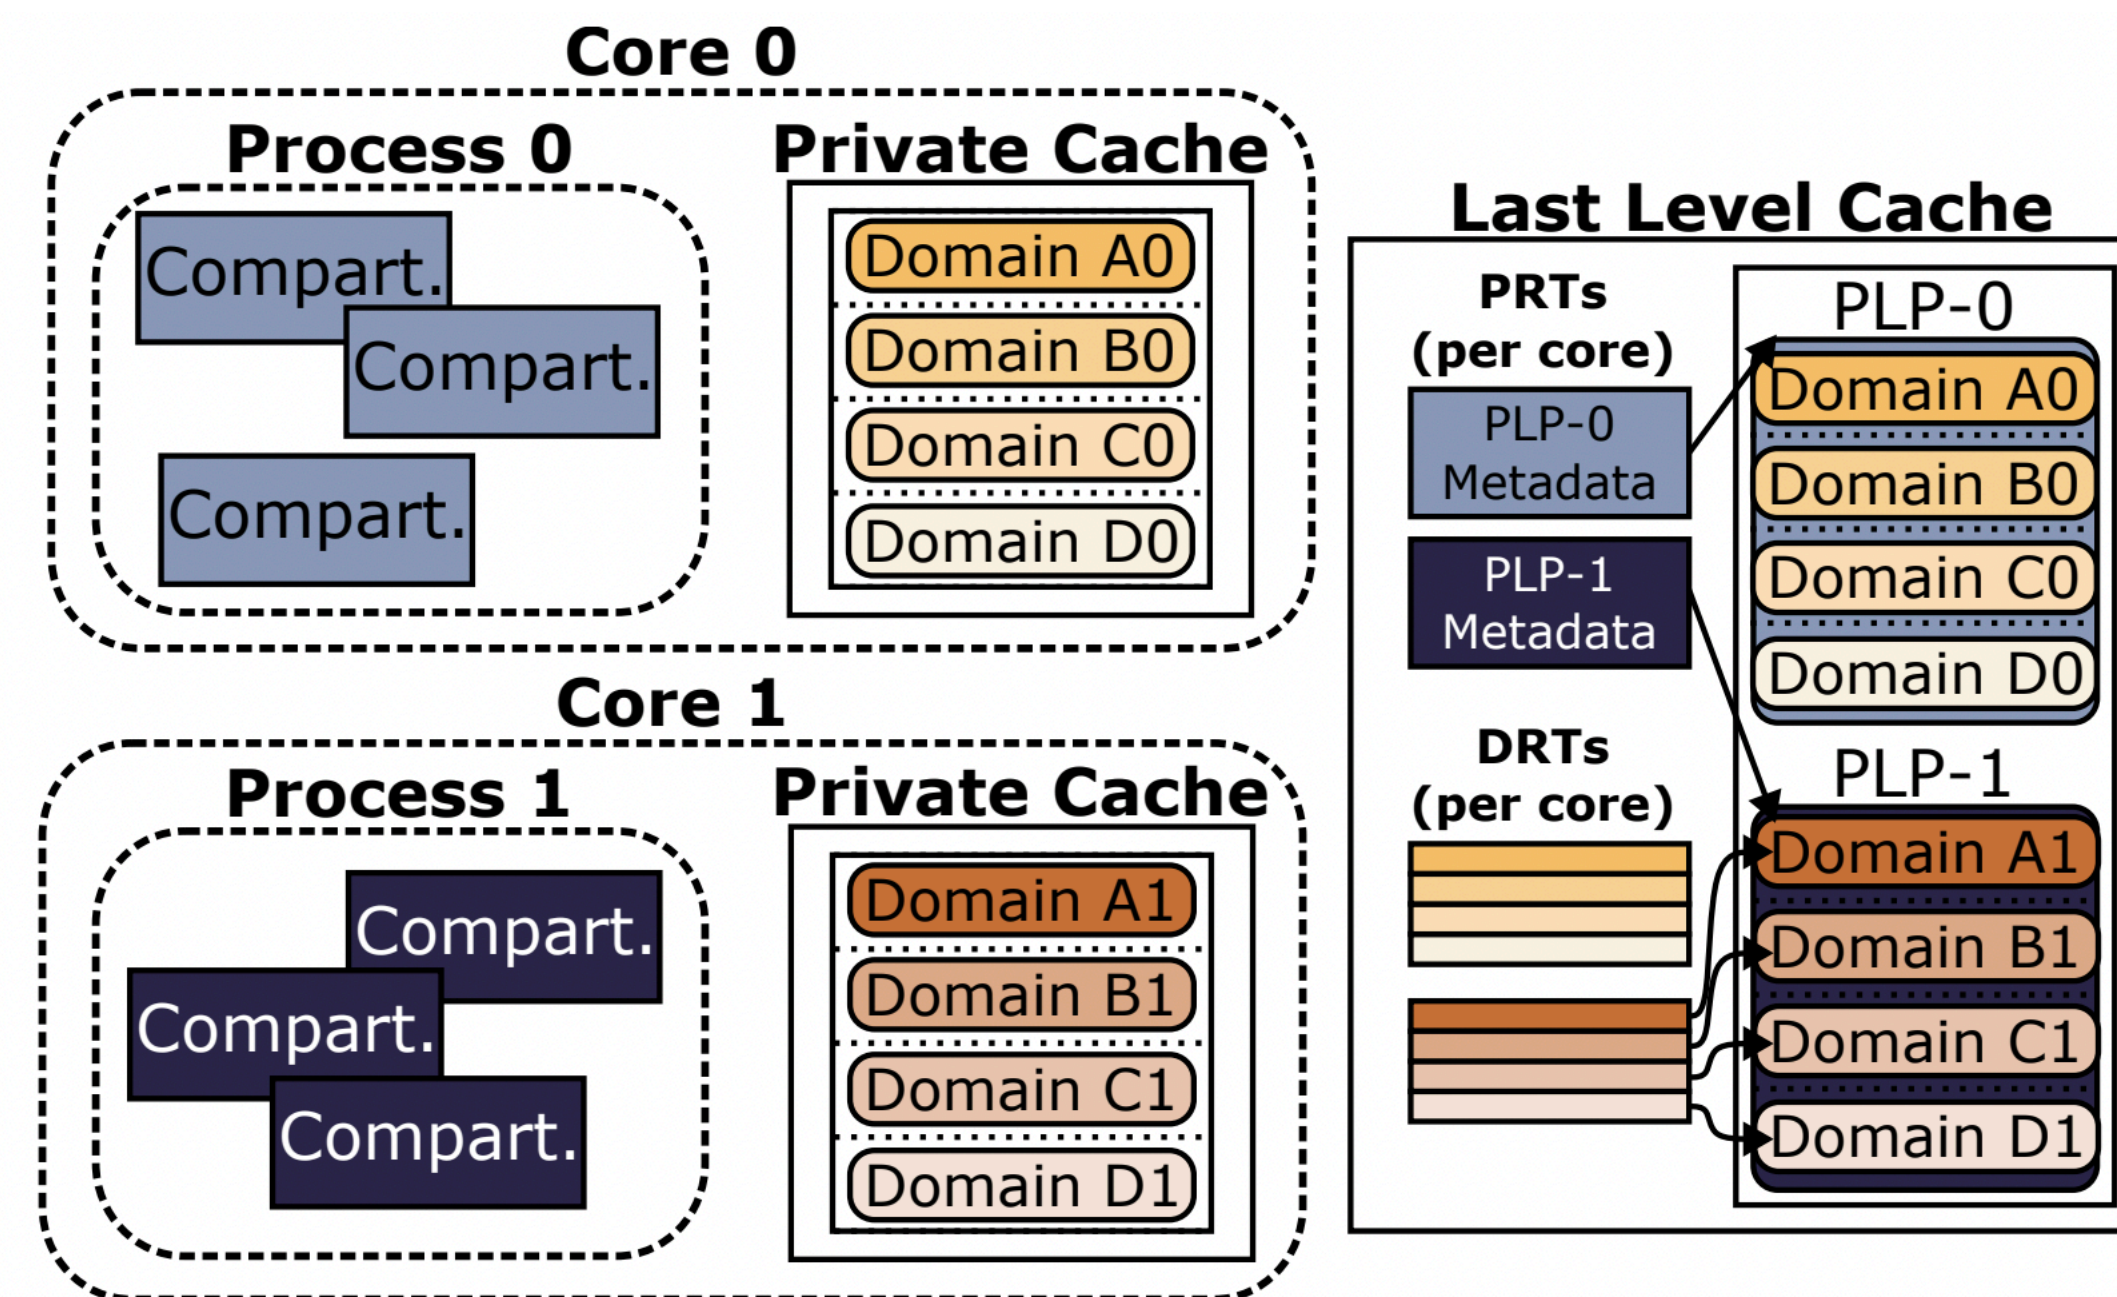 Core 0
Process 0
Compart.
Compart.
Compart.
Private Cache
Domain A0
Domain B0
Domain C0
Domain D0
Core 1
Process 1
Compart.
Compart.
Compart.
Private Cache
Domain A1
Domain B1
Domain C1
Domain D1
Last Level Cache
PRTs
(per core)
PLP-0
Metadata
PLP-1
Metadata
DRTs
(per core)
PLP-0
Domain A0
Domain B0
Domain C0
Domain D0
PLP-1
Domain A1
Domain B1
Domain C1
Domain D1